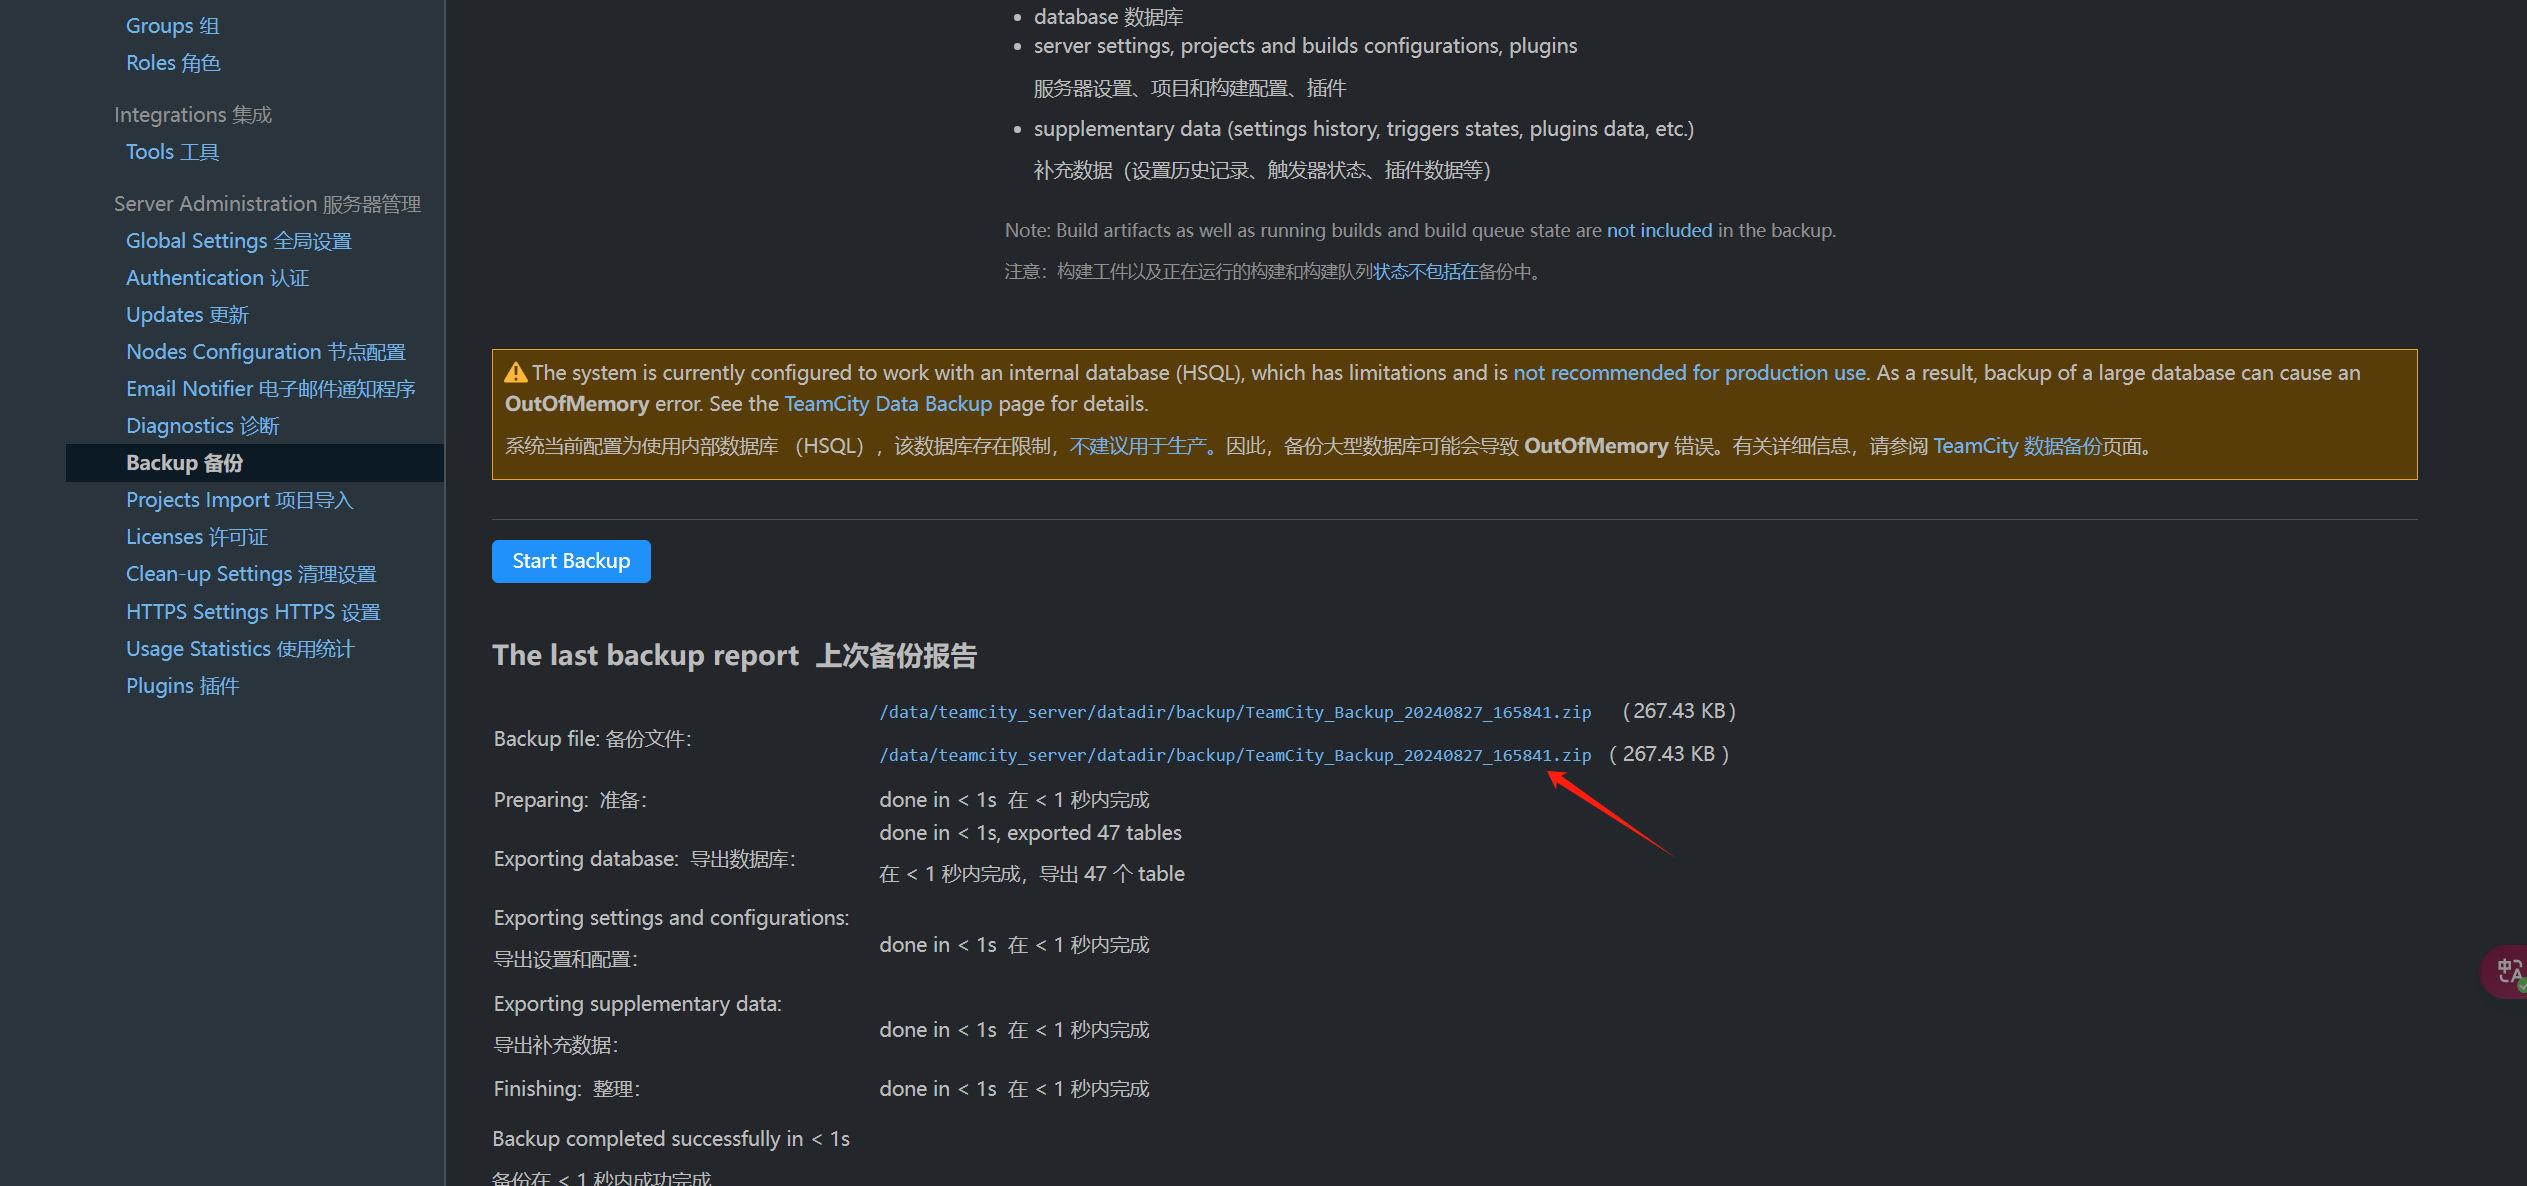 Groups 组
Roles 角色
Integrations 集成
Tools 工具
Server Administration 服务器管理
Global Settings 全局设置
Authentication 认证
Updates 更新
Nodes Configuration 节点配置
Email Notifier 电子邮件通知程序
Diagnostics 诊断
Backup 备份
Projects Import 项目导入
Licenses 许可证
Clean-up Settings 清理设置
HTTPS Settings HTTPS 设置
Usage Statistics 使用统计
Plugins 插件
database 数据库
server settings, projects and builds configurations, plugins
服务器设置、项目和构建配置、插件
supplementary data (settings history, triggers states, plugins data, etc.)
补充数据（设置历史记录、触发器状态、插件数据等）
Note: Build artifacts as well as running builds and build queue state are not included in the backup.
注意：构建工件以及正在运行的构建和构建队列状态不包括在备份中。
The system is currently configured to work with an internal database (HSQL), which has limitations and is not recommended for production use. As a result, backup of a large database can cause an
OutOfMemory error. See the TeamCity Data Backup page for details.
系统当前配置为使用内部数据库 （HSQL），该数据库存在限制，不建议用于生产。因此，备份大型数据库可能会导致 OutOfMemory 错误。有关详细信息，请参阅 TeamCity 数据备份页面。
Start Backup
The last backup report 上次备份报告
Backup file: 备份文件：
/data/teamcity_server/datadir/backup/TeamCity_Backup_20240827_165841.zip （267.43 KB）
/data/teamcity_server/datadir/backup/TeamCity_Backup_20240827_165841.zip ( 267.43 KB )
Preparing: 准备：
done in < 1s 在 < 1 秒内完成
Exporting database: 导出数据库：
done in < 1s, exported 47 tables
在 < 1 秒内完成，导出 47 个 table
Exporting settings and configurations:
导出设置和配置：
done in < 1s 在 < 1 秒内完成
Exporting supplementary data:
导出补充数据：
done in < 1s 在 < 1 秒内完成
Finishing: 整理：
done in < 1s 在 < 1 秒内完成
Backup completed successfully in < 1s
备份在 < 1 秒内成功完成